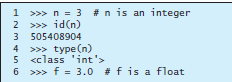 1 >>> n = 3 # n is an integer
2 >>> id(n)
3 505408904
4 >>> type(n)
5 <class 'int'>
6 >>> f = 3.0 # f is a float